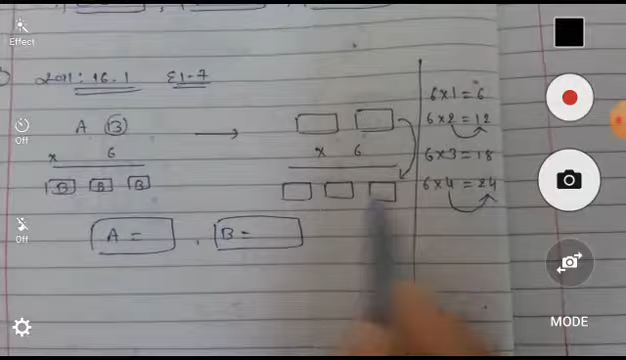 Effect
Off
Off
MODE
2011: 16.1 E1-7
A B
x 6
B B B
A = , B =
x 6
6x1=6
6x2=12
6x3=18
6x4=24